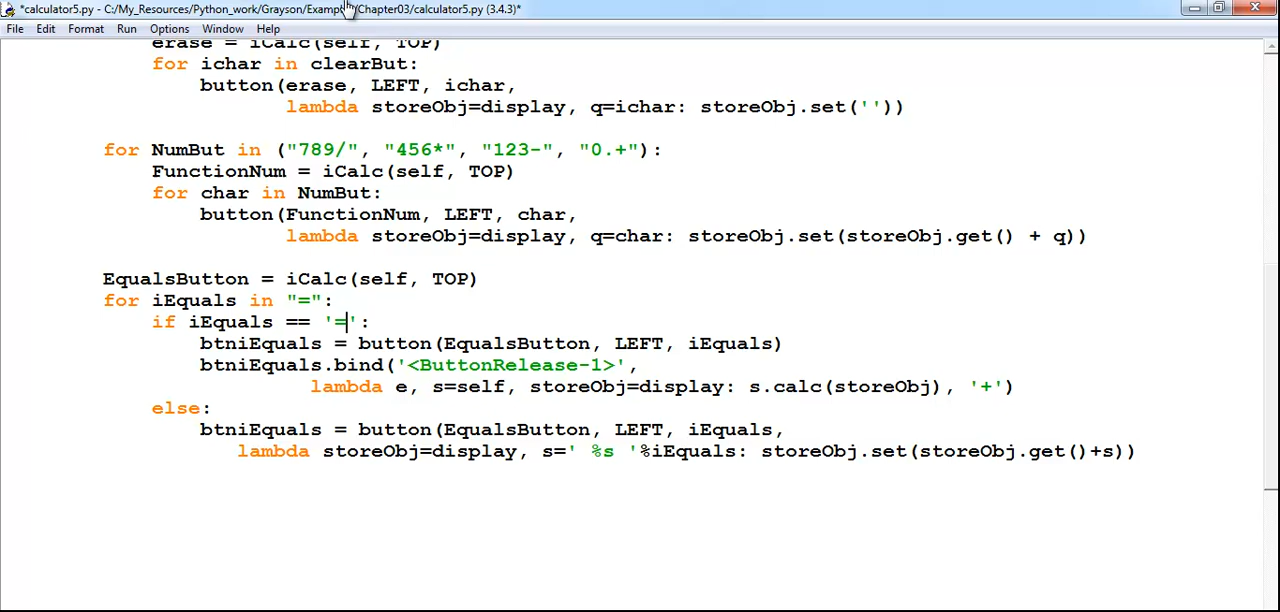 *calculator5.py - C:/My_Resources/Python_work/Grayson/Examp /Chapter03/calculator5.py (3.4.3)*
File Edit Format Run Options Window Help
erase = iCalc(self, TOP)
for ichar in clearBut:
button(erase, LEFT, ichar,
lambda storeObj=display, q=ichar: storeObj.set(''))
for NumBut in ("789/", "456*", "123-", "0.+"):
FunctionNum = iCalc(self, TOP)
for char in NumBut:
button(FunctionNum, LEFT, char,
lambda storeObj=display, q=char: storeObj.set(storeObj.get() + q))
EqualsButton = iCalc(self, TOP)
for iEquals in "=":
if iEquals == '=':
btniEquals = button(EqualsButton, LEFT, iEquals)
btniEquals.bind('<ButtonRelease-1>',
lambda e, s=self, storeObj=display: s.calc(storeObj), '+')
else:
btniEquals = button(EqualsButton, LEFT, iEquals,
lambda storeObj=display, s=' %s '%iEquals: storeObj.set(storeObj.get()+s))